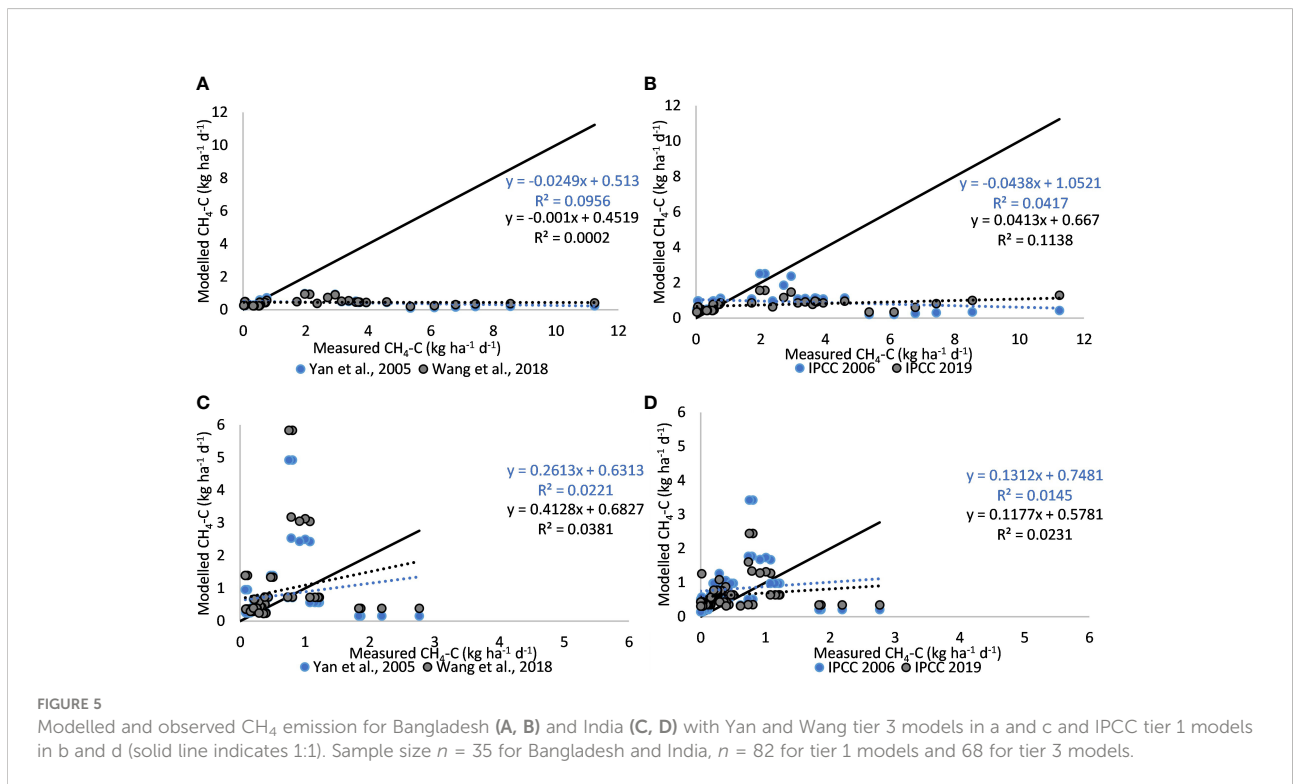 A
12
10
8
6
4
2
0
Modelled CH₄-C (kg ha⁻¹ d⁻¹)
y = -0.0249x + 0.513
R² = 0.0956
y = -0.001x + 0.4519
R² = 0.0002
0 2 4 6 8 10 12
Measured CH₄-C (kg ha⁻¹ d⁻¹)
Yan et al., 2005 Wang et al., 2018
B
12
10
8
6
4
2
0
Modelled CH₄-C (kg ha⁻¹ d⁻¹)
y = -0.0438x + 1.0521
R² = 0.0417
y = 0.0413x + 0.667
R² = 0.1138
0 2 4 6 8 10 12
Measured CH₄-C (kg ha⁻¹ d⁻¹)
IPCC 2006 IPCC 2019
C
6
5
4
3
2
1
0
Modelled CH₄-C (kg ha⁻¹ d⁻¹)
y = 0.2613x + 0.6313
R² = 0.0221
y = 0.4128x + 0.6827
R² = 0.0381
0 1 2 3 4 5 6
Measured CH₄-C (kg ha⁻¹ d⁻¹)
Yan et al., 2005 Wang et al., 2018
D
6
5
4
3
2
1
0
Modelled CH₄-C (kg ha⁻¹ d⁻¹)
y = 0.1312x + 0.7481
R² = 0.0145
y = 0.1177x + 0.5781
R² = 0.0231
0 1 2 3 4 5 6
Measured CH₄-C (kg ha⁻¹ d⁻¹)
IPCC 2006 IPCC 2019
FIGURE 5
Modelled and observed CH₄ emission for Bangladesh (A, B) and India (C, D) with Yan and Wang tier 3 models in a and c and IPCC tier 1 models
in b and d (solid line indicates 1:1). Sample size n = 35 for Bangladesh and India, n = 82 for tier 1 models and 68 for tier 3 models.